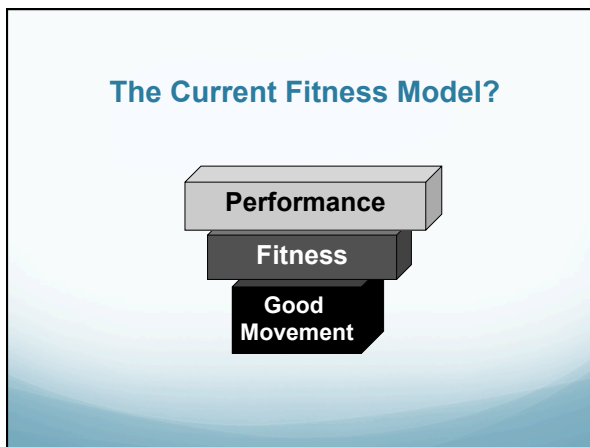 The Current Fitness Model?
Performance
Fitness
Good
Movement